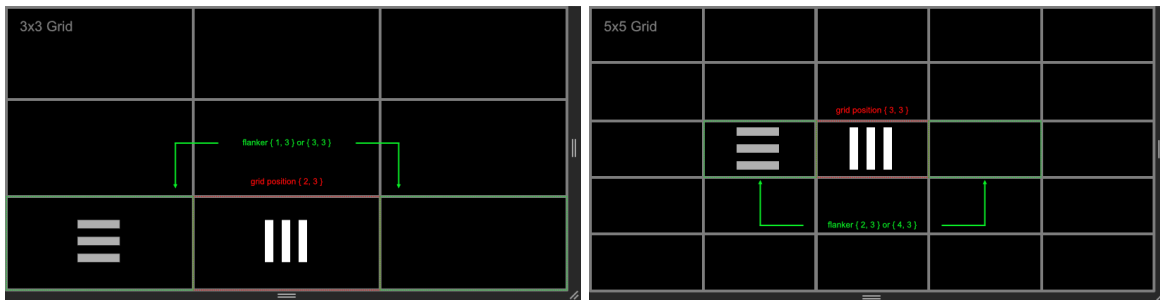 3x3 Grid
flanker { 1, 3 } or { 3, 3 }
grid position { 2, 3 }
5x5 Grid
grid position { 3, 3 }
flanker { 2, 3 } or { 4, 3 }